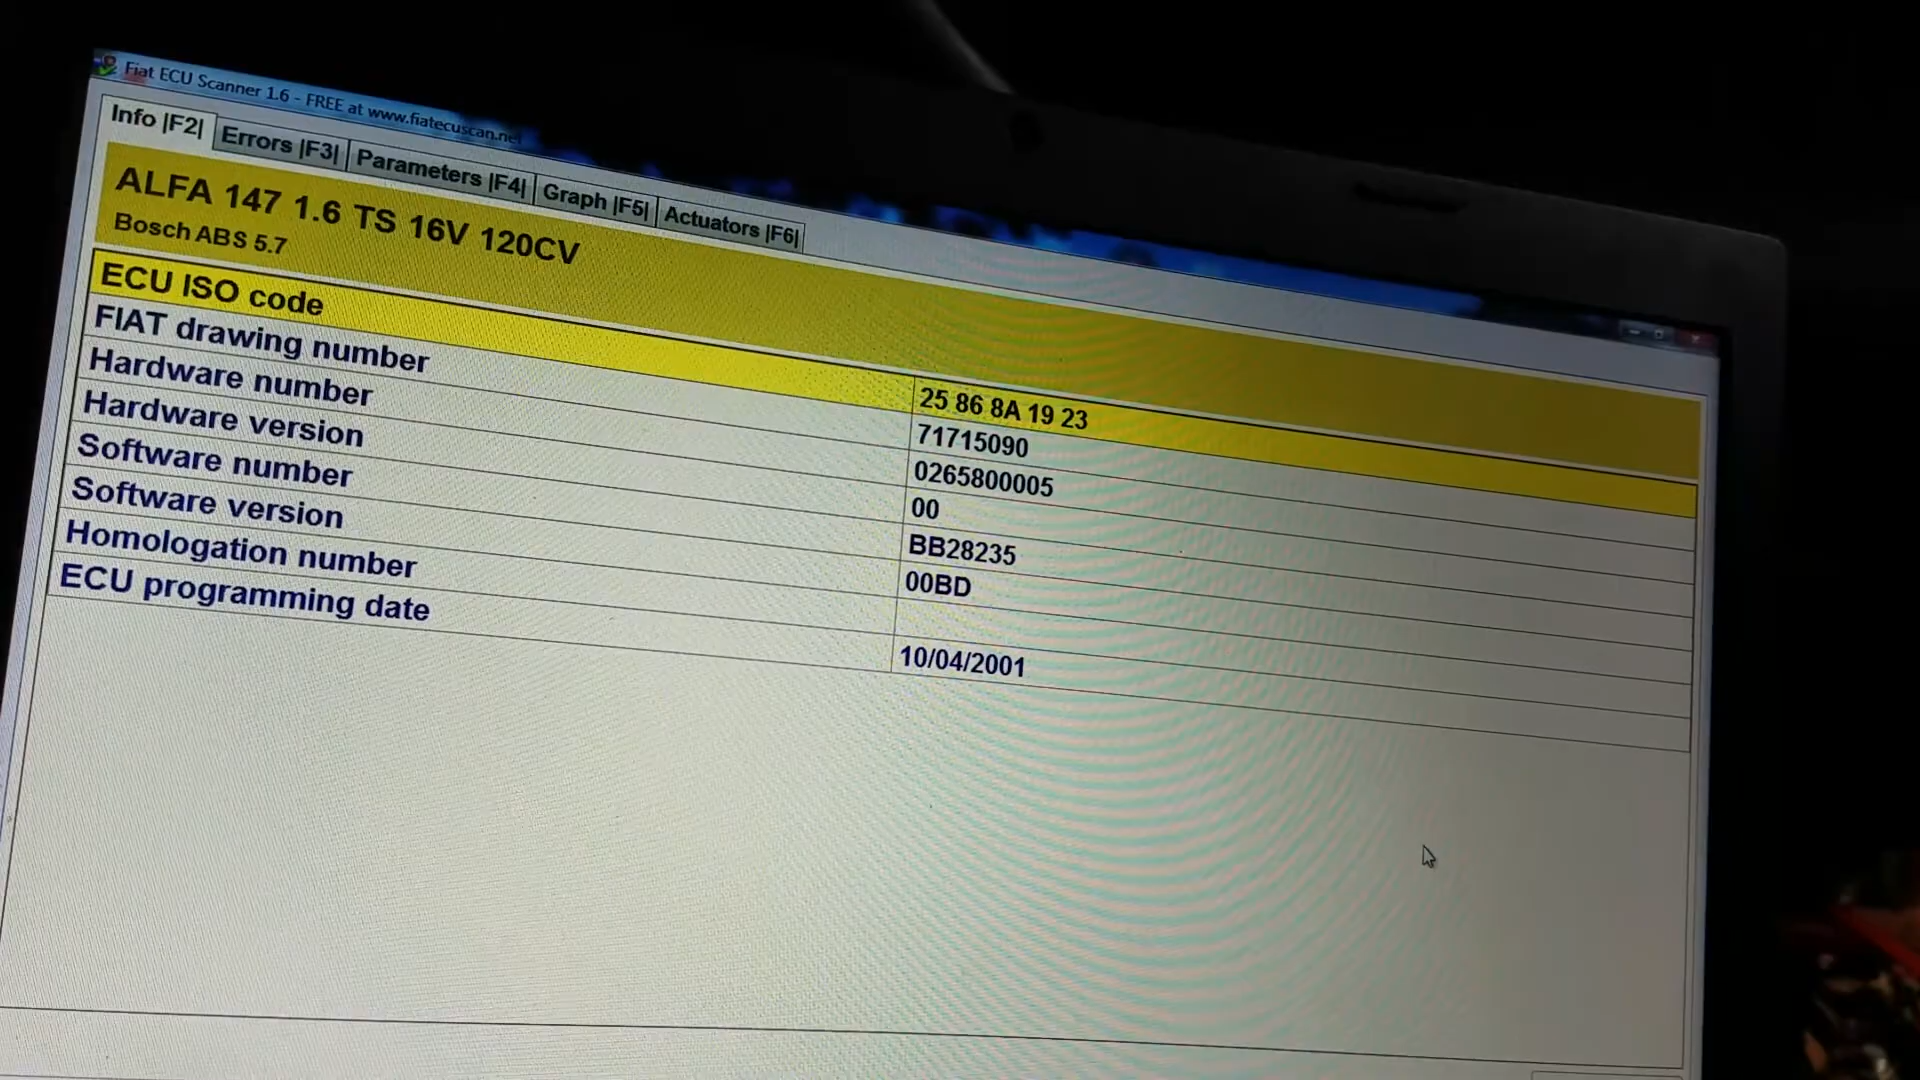 Fiat ECU Scanner 1.6 - FREE at www.fiatecuscan.net
Info |F2| Errors |F3| Parameters |F4| Graph |F5| Actuators |F6|
ALFA 147 1.6 TS 16V 120CV
Bosch ABS 5.7
ECU ISO code 25 86 8A 19 23
FIAT drawing number 71715090
Hardware number 0265800005
Hardware version 00
Software number BB28235
Software version 00BD
Homologation number
ECU programming date 10/04/2001